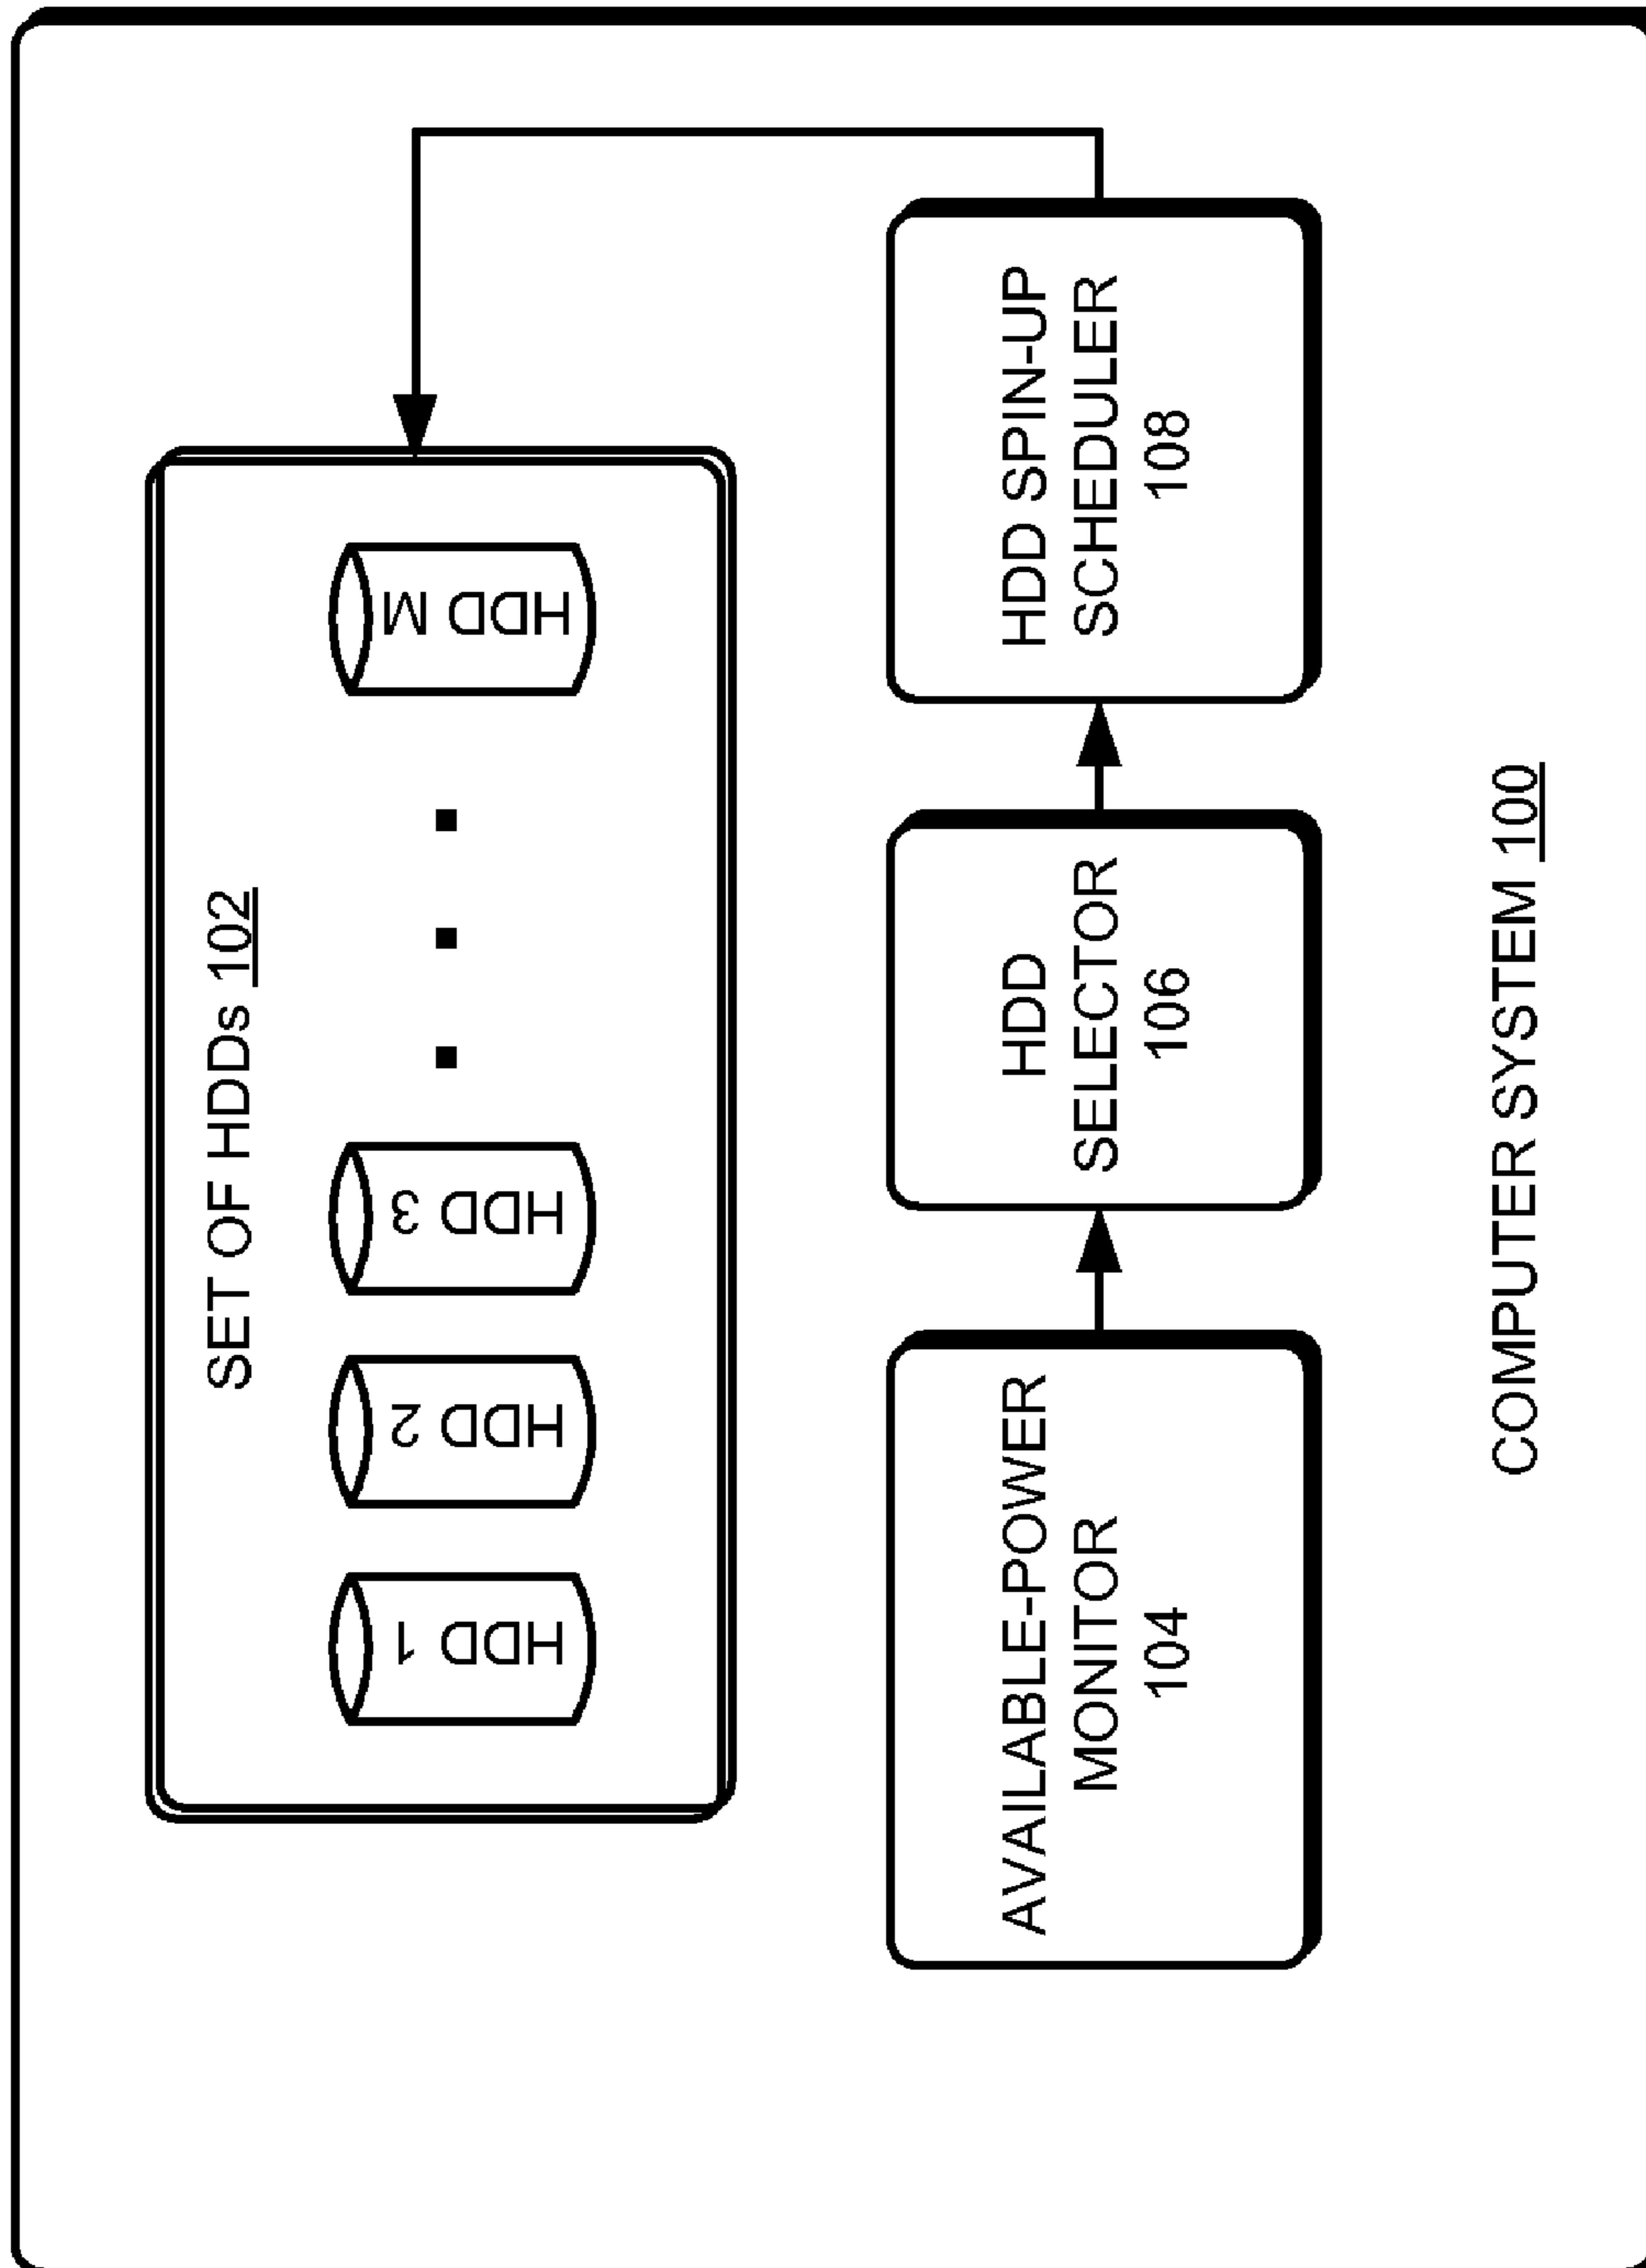 SET OF HDDs 102
HDD 1
HDD 2
HDD 3
HDD M
AVAILABLE-POWER
MONITOR
104
HDD
SELECTOR
106
HDD SPIN-UP
SCHEDULER
108
COMPUTER SYSTEM 100